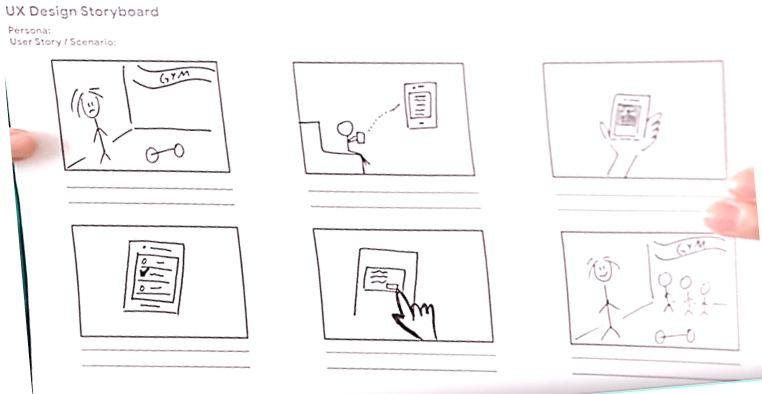 UX Design Storyboard
Persona:
User Story / Scenario:
GYM
GYM